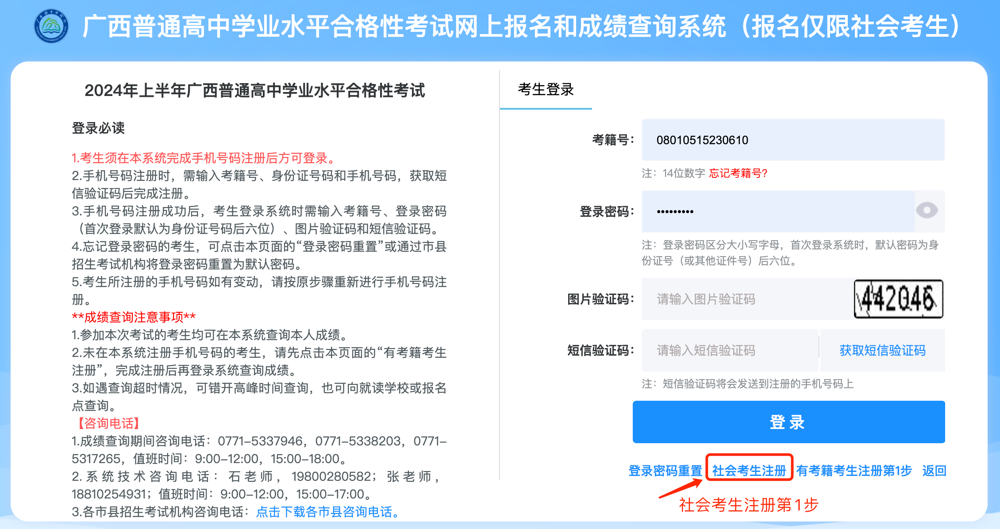 广西普通高中学业水平合格性考试网上报名和成绩查询系统（报名仅限社会考生）
2024年上半年广西普通高中学业水平合格性考试
登录必读
1.考生须在本系统完成手机号码注册后方可登录。
2.手机号码注册时，需输入考籍号、身份证号码和手机号码，获取短
信验证码后完成注册。
3.手机号码注册成功后，考生登录系统时需输入考籍号、登录密码
（首次登录默认为身份证号码后六位）、图片验证码和短信验证码。
4.忘记登录密码的考生，可点击本页面的“登录密码重置”或通过市县
招生考试机构将登录密码重置为默认密码。
5.考生所注册的手机号码如有变动，请按原步骤重新进行手机号码注
册。
**成绩查询注意事项**
1.参加本次考试的考生均可在本系统查询本人成绩。
2.未在本系统注册手机号码的考生，请先点击本页面的“有考籍考生
注册”，完成注册后再登录系统查询成绩。
3.如遇查询超时情况，可错开高峰时间查询，也可向就读学校或报名
点查询。
【咨询电话】
1.成绩查询期间咨询电话：0771-5337946，0771-5338203，0771-
5317265，值班时间：9:00-12:00，15:00-18:00。
2.系统技术咨询电话：石老师，19800280582；张老师，
18810254931；值班时间：9:00-12:00，15:00-17:00。
3.各市县招生考试机构咨询电话：点击下载各市县咨询电话。
考生登录
考籍号： 08010515230610
注：14位数字 忘记考籍号?
登录密码： •••••••••
注：登录密码区分大小写字母，首次登录系统时，默认密码为身
份证号（或其他证件号）后六位。
图片验证码： 请输入图片验证码 442046
短信验证码： 请输入短信验证码 获取短信验证码
注：短信验证码将会发送到注册的手机号码上
登 录
登录密码重置 社会考生注册 有考籍考生注册第1步 返回
社会考生注册第1步